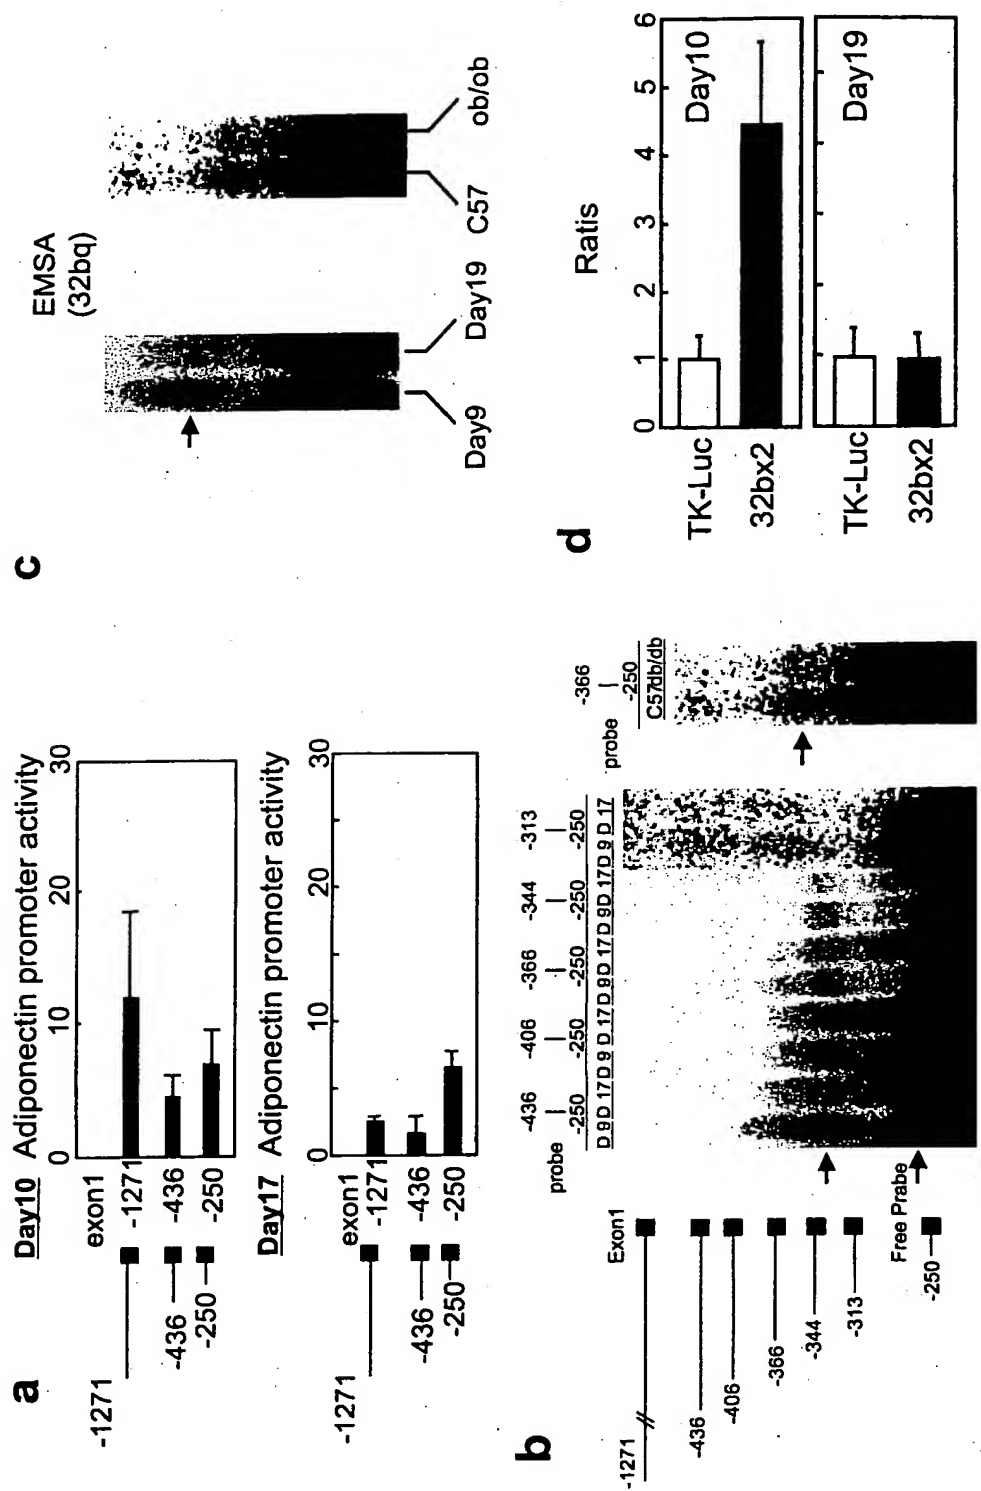 a
Day10 Adiponectin promoter activity
0 10 20 30
exon1
-1271 -1271
-436 -436
-250 -250
Day17 Adiponectin promoter activity
0 10 20 30
exon1
-1271 -1271
-436 -436
-250 -250
b
Exon1
-1271
-436
-406
-366
-344
-313
-250
Free Prabe
probe
-436 -406 -366 -344 -313
-250 -250 -250 -250 -250
D 9 D 17 D 9 D 17 D 9 D 17 D 9 D 17 D 9 D 17
probe
-366
-250
C57db/db
c
EMSA
(32bq)
Day9 Day19 C57 ob/ob
d
Ratis
0 1 2 3 4 5 6
TK-Luc
32bx2
Day10
TK-Luc
32bx2
Day19